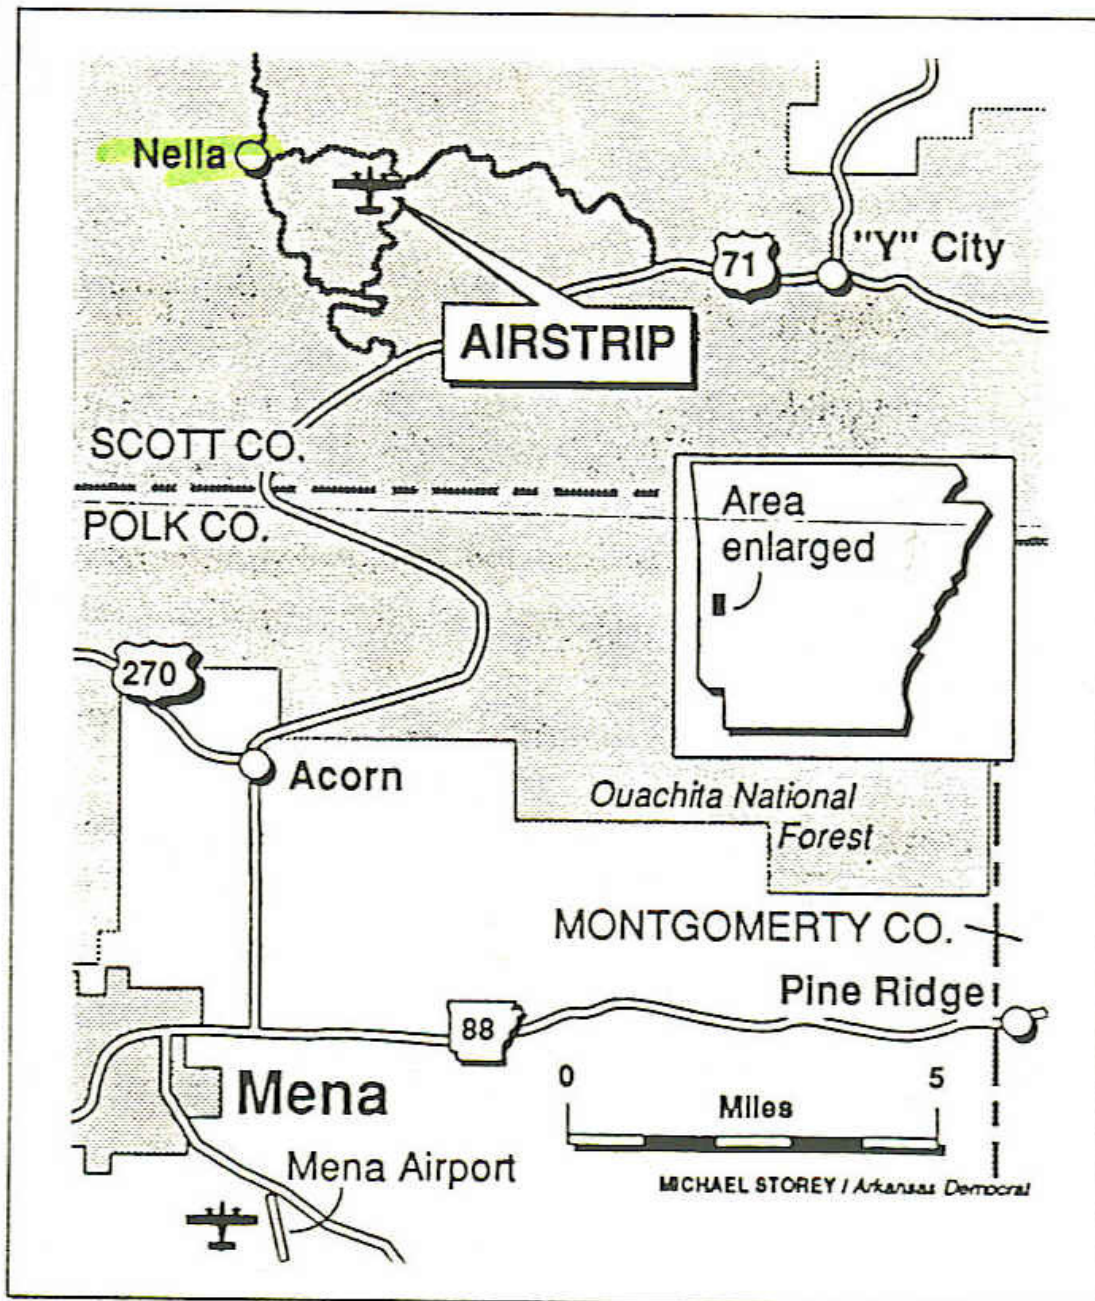 Nella
"Y" City
71
AIRSTRIP
SCOTT CO.
POLK CO.
Area
enlarged
270
Acorn
Ouachita National
Forest
MONTGOMERTY CO.
Pine Ridge
88
Mena
0 5
Miles
Mena Airport
MICHAEL STOREY / Arkansas Democrat